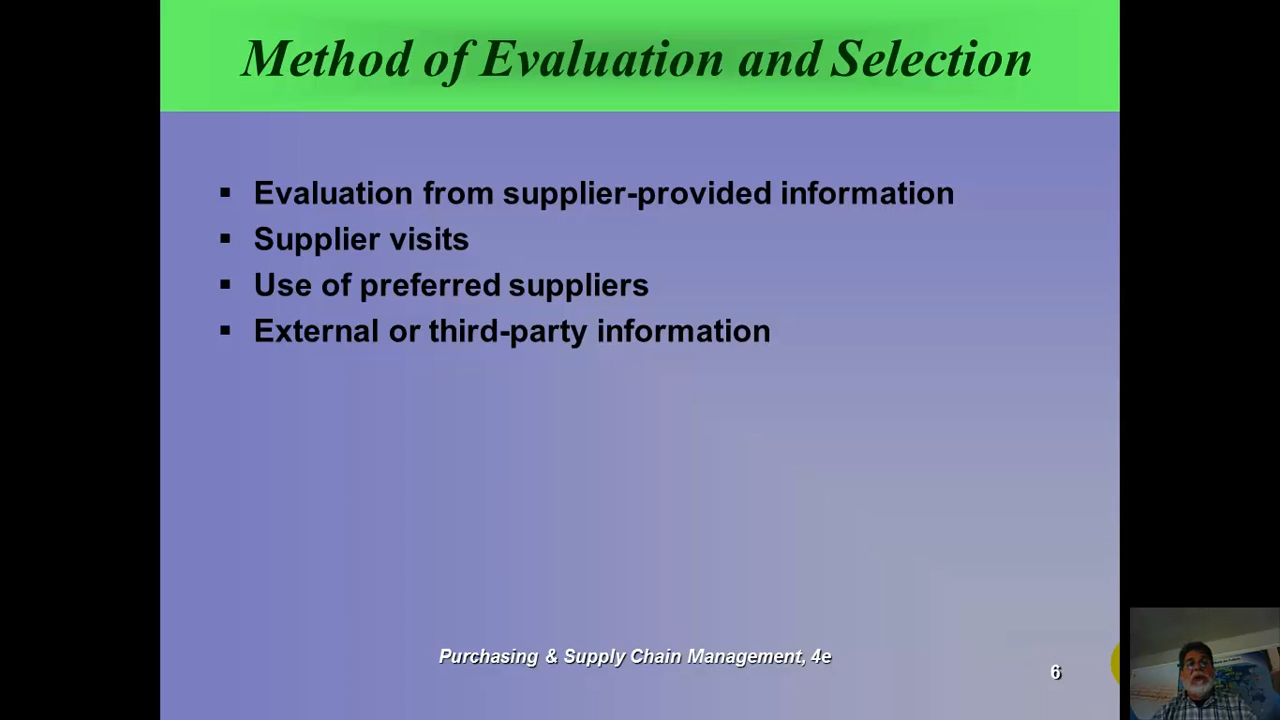 Method of Evaluation and Selection
▪ Evaluation from supplier-provided information
▪ Supplier visits
▪ Use of preferred suppliers
▪ External or third-party information
Purchasing & Supply Chain Management, 4e
6